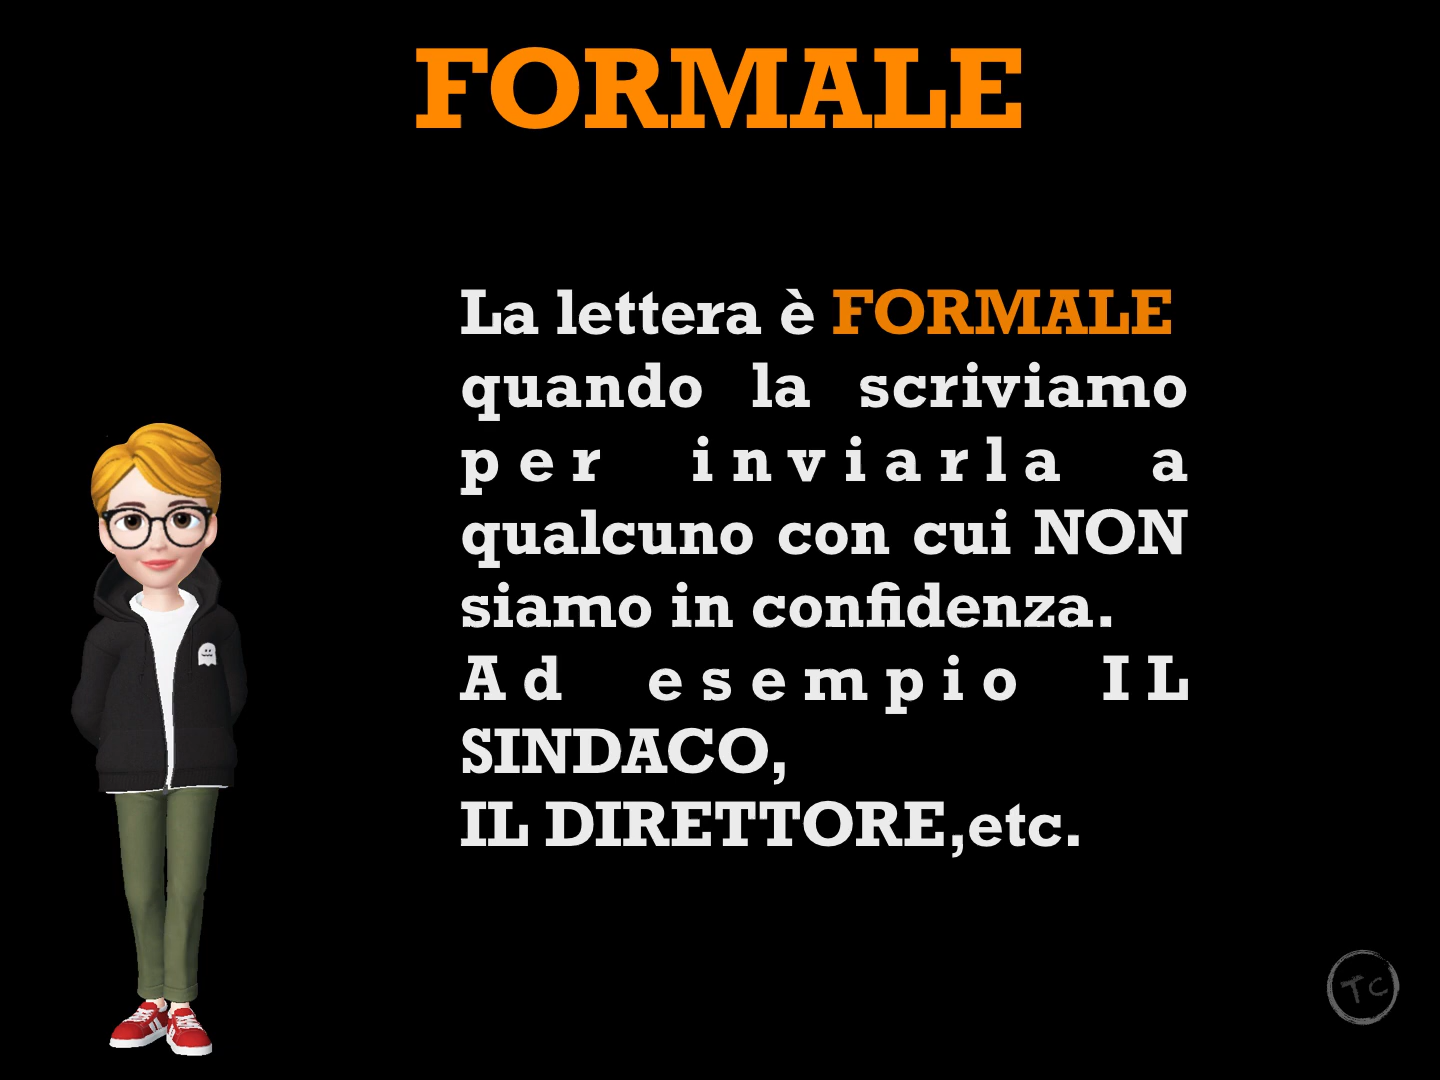 FORMALE
La lettera è FORMALE
quando la scriviamo
per inviarla a
qualcuno con cui NON
siamo in confidenza.
Ad esempio IL
SINDACO,
IL DIRETTORE,etc.
TC